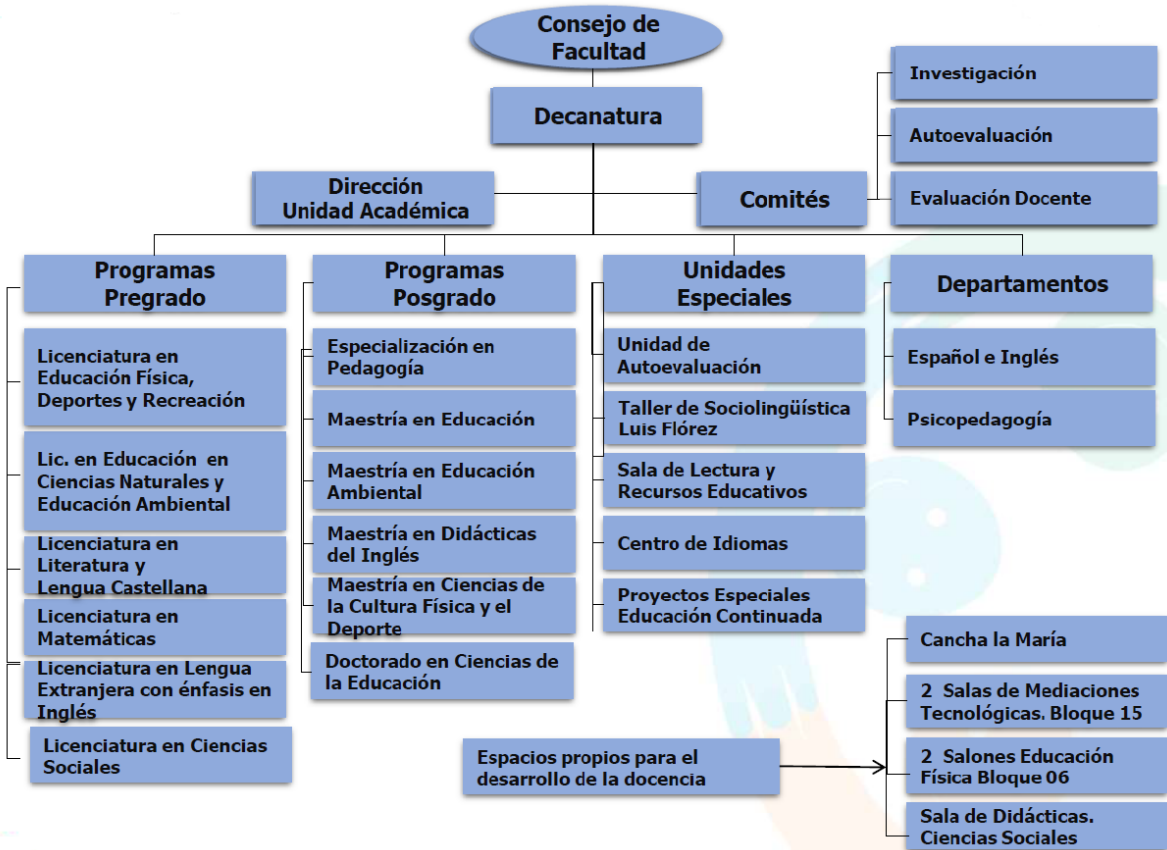 Consejo de
Facultad
Decanatura
Dirección
Unidad Académica
Comités
Investigación
Autoevaluación
Evaluación Docente
Programas
Pregrado
Licenciatura en
Educación Física,
Deportes y Recreación
Lic. en Educación en
Ciencias Naturales y
Educación Ambiental
Licenciatura en
Literatura y
Lengua Castellana
Licenciatura en
Matemáticas
Licenciatura en Lengua
Extranjera con énfasis en
Inglés
Licenciatura en Ciencias
Sociales
Programas
Posgrado
Especialización en
Pedagogía
Maestría en Educación
Maestría en Educación
Ambiental
Maestría en Didácticas
del Inglés
Maestría en Ciencias de
la Cultura Física y el
Deporte
Doctorado en Ciencias de
la Educación
Unidades
Especiales
Unidad de
Autoevaluación
Taller de Sociolingüística
Luis Flórez
Sala de Lectura y
Recursos Educativos
Centro de Idiomas
Proyectos Especiales
Educación Continuada
Departamentos
Español e Inglés
Psicopedagogía
Espacios propios para el
desarrollo de la docencia
Cancha la María
2 Salas de Mediaciones
Tecnológicas. Bloque 15
2 Salones Educación
Física Bloque 06
Sala de Didácticas.
Ciencias Sociales